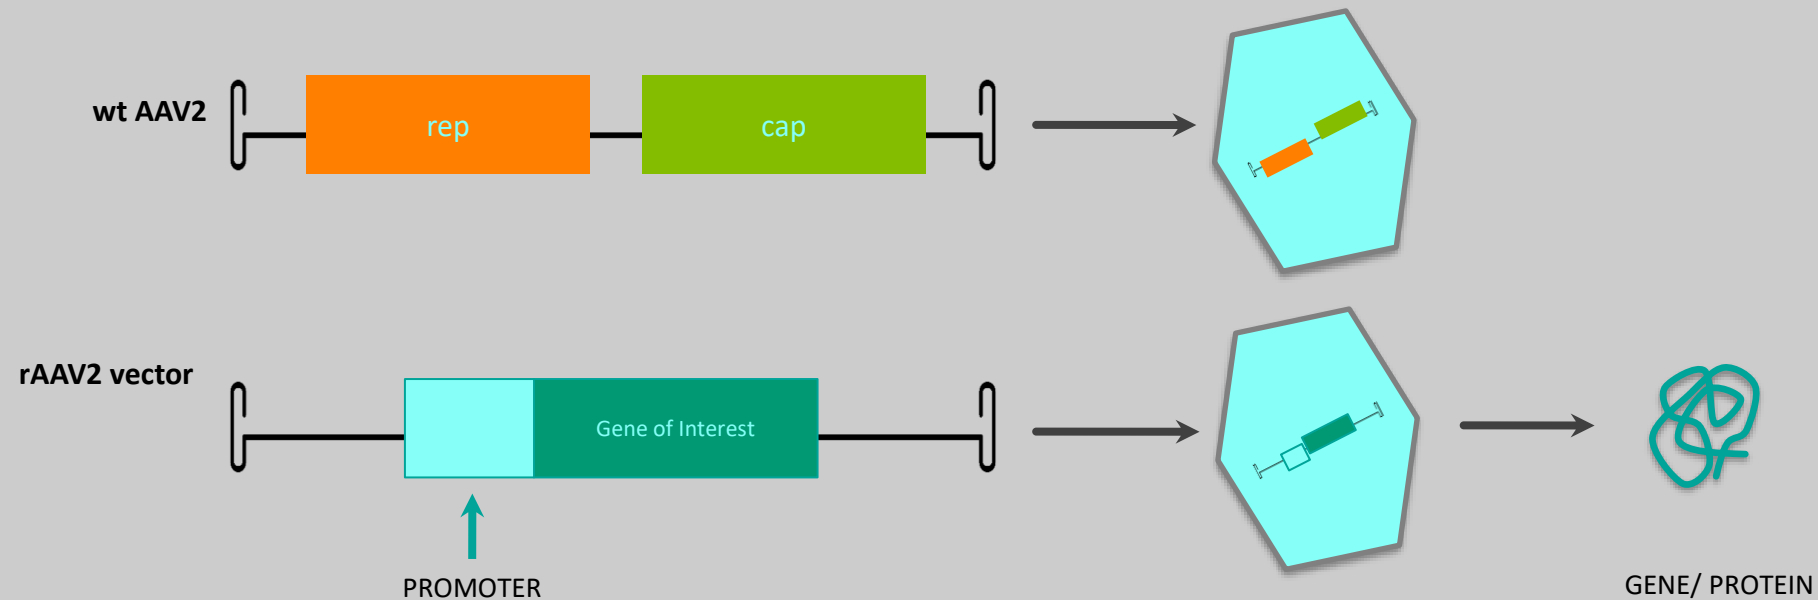 wt AAV2
rep
cap
rAAV2 vector
Gene of Interest
PROMOTER
GENE/ PROTEIN